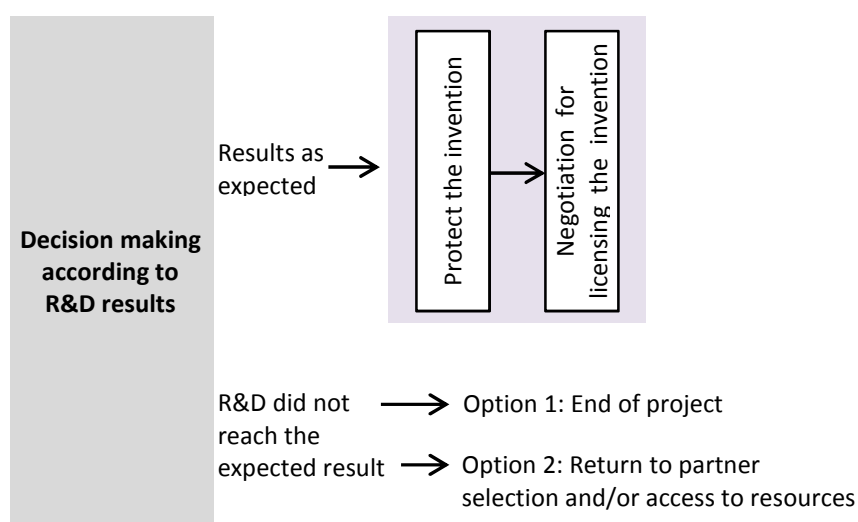 Decision making
according to
R&D results
Results as
expected
Protect the invention
Negotiation for
licensing the invention
R&D did not
reach the
expected result
Option 1: End of project
Option 2: Return to partner
selection and/or access to resources